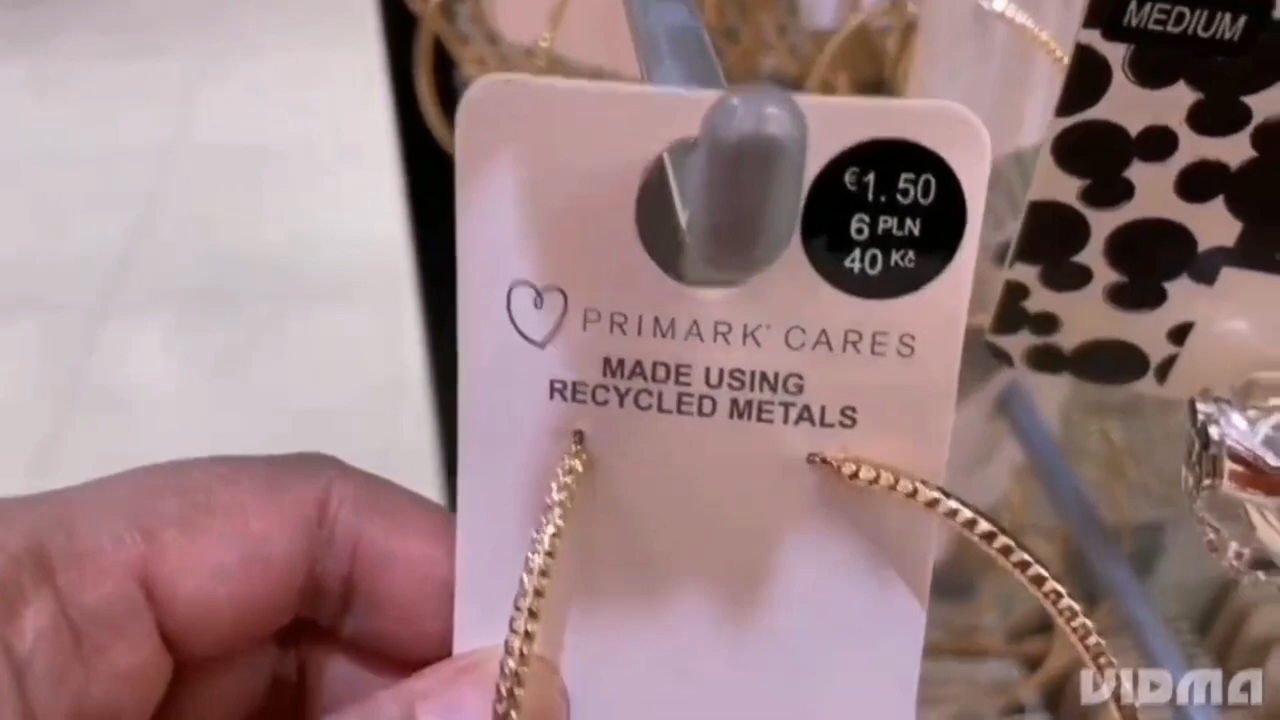 MEDIUM
€1.50
6 PLN
40 Kč
PRIMARK® CARES
MADE USING
RECYCLED METALS
VIDMA